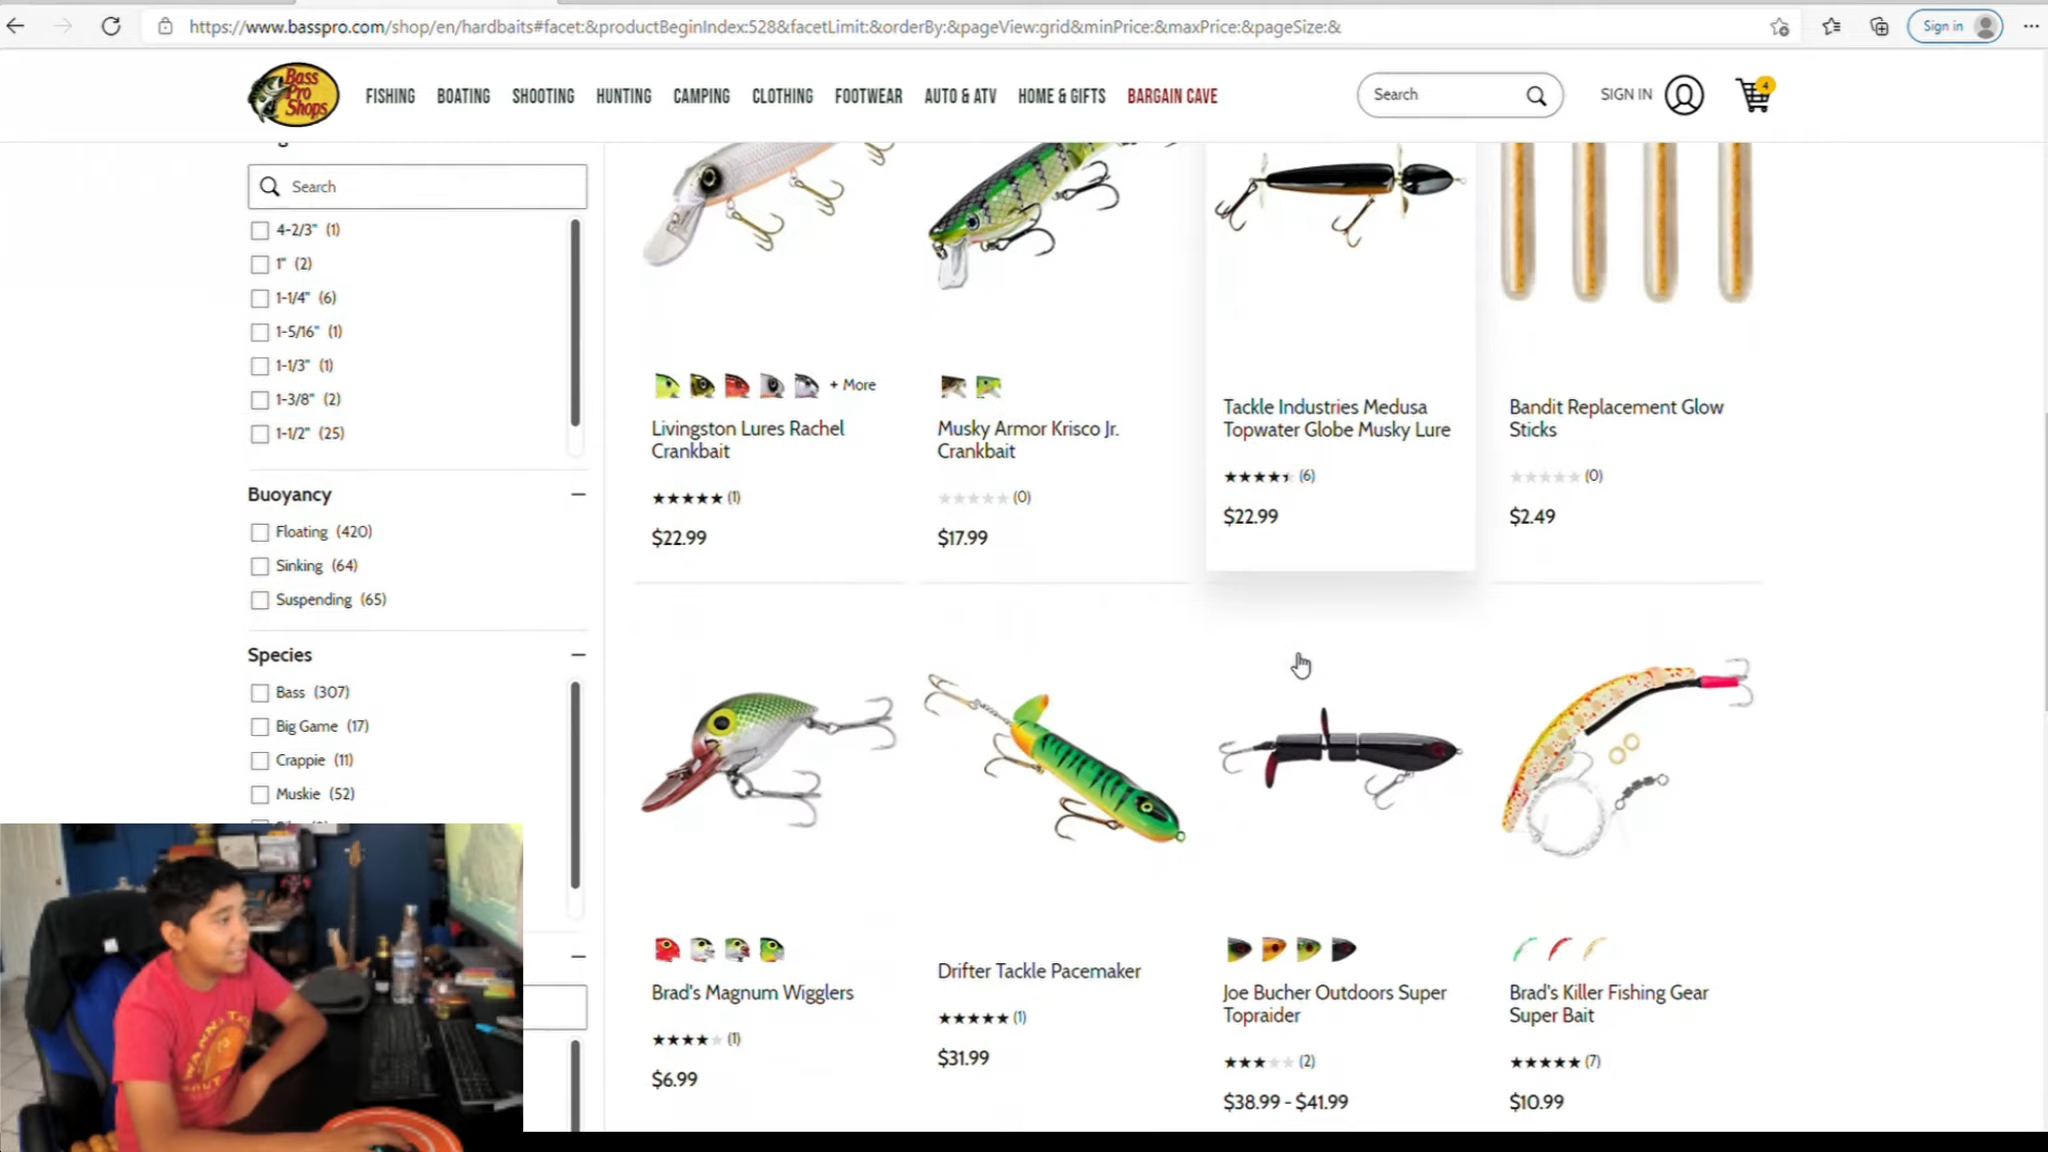 https://www.basspro.com/shop/en/hardbaits#facet:&productBeginIndex:528&facetLimit:&orderBy:&pageView:grid&minPrice:&maxPrice:&pageSize:&
Sign in
Bass Pro Shops
FISHING BOATING SHOOTING HUNTING CAMPING CLOTHING FOOTWEAR AUTO & ATV HOME & GIFTS BARGAIN CAVE
Search
SIGN IN
4
Search
4-2/3" (1)
1" (2)
1-1/4" (6)
1-5/16" (1)
1-1/3" (1)
1-3/8" (2)
1-1/2" (25)
Buoyancy
Floating (420)
Sinking (64)
Suspending (65)
Species
Bass (307)
Big Game (17)
Crappie (11)
Muskie (52)
+ More
Livingston Lures Rachel
Crankbait
(1)
$22.99
Musky Armor Krisco Jr.
Crankbait
(0)
$17.99
Tackle Industries Medusa
Topwater Globe Musky Lure
(6)
$22.99
Bandit Replacement Glow
Sticks
(0)
$2.49
Brad's Magnum Wigglers
(1)
$6.99
Drifter Tackle Pacemaker
(1)
$31.99
Joe Bucher Outdoors Super
Topraider
(2)
$38.99 - $41.99
Brad's Killer Fishing Gear
Super Bait
(7)
$10.99